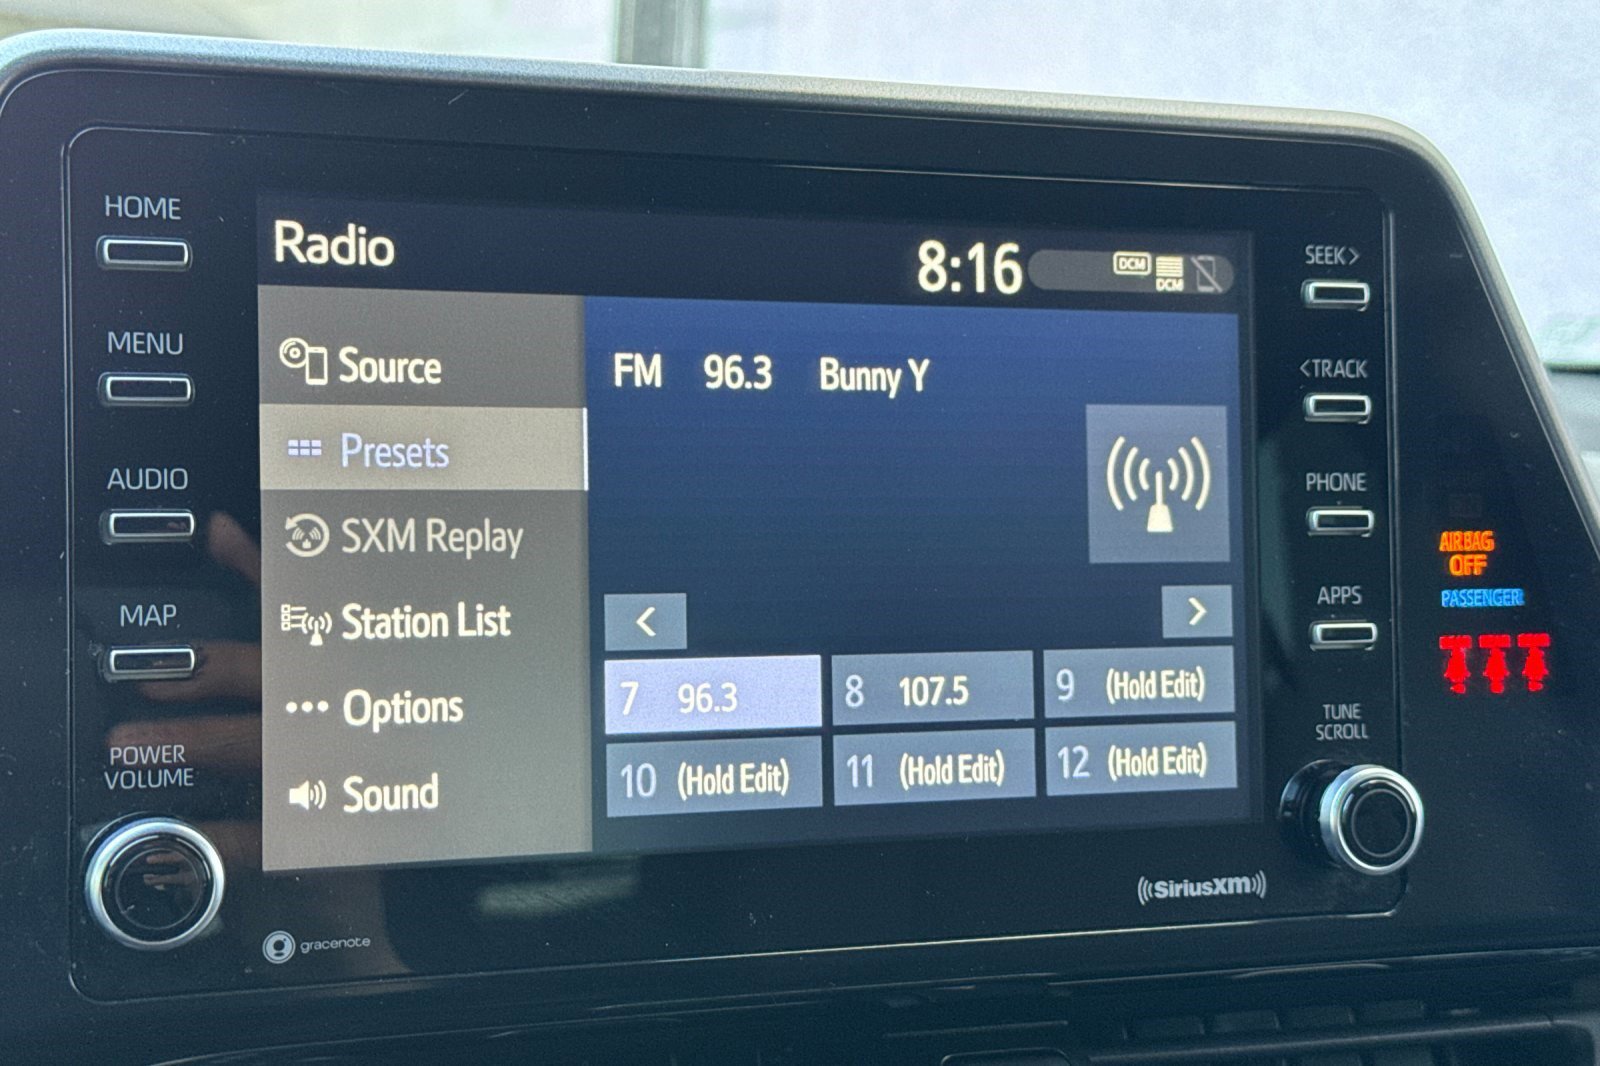 HOME
MENU
AUDIO
MAP
POWER
VOLUME
Radio
8:16
DCM
DCM
Source
Presets
SXM Replay
Station List
Options
Sound
FM 96.3 Bunny Y
<
>
7 96.3
8 107.5
9 (Hold Edit)
10 (Hold Edit)
11 (Hold Edit)
12 (Hold Edit)
SEEK>
<TRACK
PHONE
APPS
TUNE
SCROLL
AIRBAG
OFF
PASSENGER
gracenote
((SiriusXM))